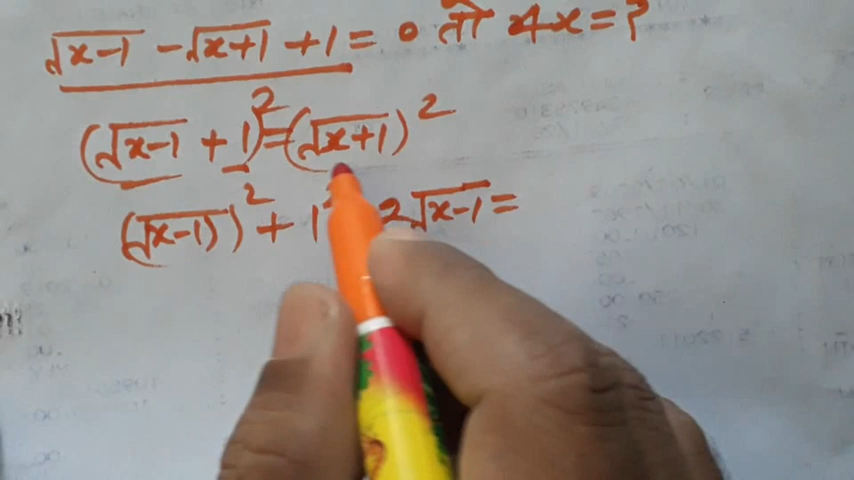 √x-1 - √x+1 + 1 = 0 तो 4x = ?
(√x-1 + 1)² = (√x+1)²
(√x-1)² + 1² 2√x-1 =